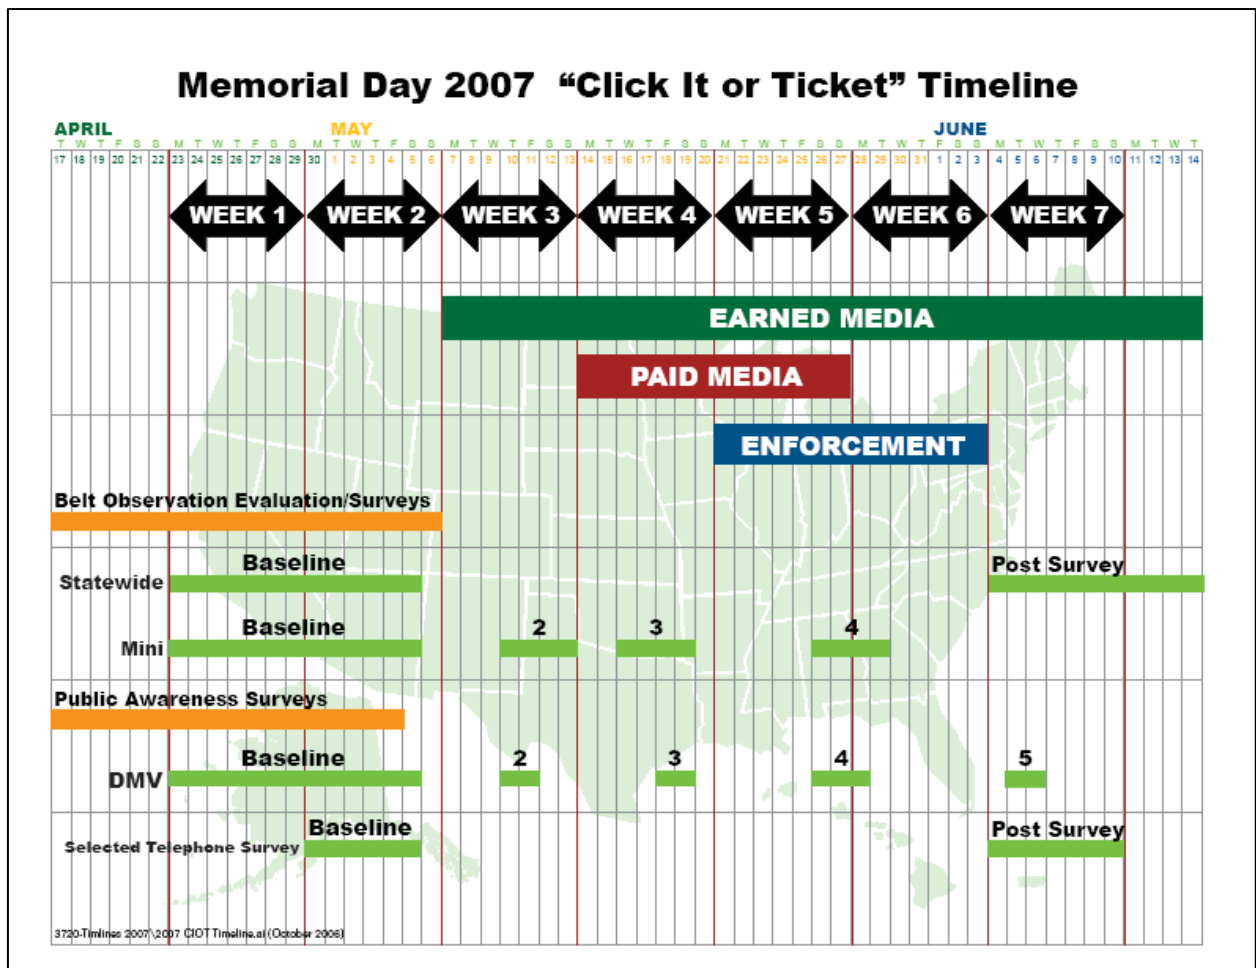 Memorial Day 2007 “Click It or Ticket” Timeline
APRIL MAY JUNE
T W T F S S M T W T F S S M T W T F S S M T W T F S S M T W T F S S M T W T F S S M T W T F S S M T W T F S S M T W T
17 18 19 20 21 22 23 24 25 26 27 28 29 30 1 2 3 4 5 6 7 8 9 10 11 12 13 14 15 16 17 18 19 20 21 22 23 24 25 26 27 28 29 30 31 1 2 3 4 5 6 7 8 9 10 11 12 13 14
WEEK 1 WEEK 2 WEEK 3 WEEK 4 WEEK 5 WEEK 6 WEEK 7
EARNED MEDIA
PAID MEDIA
ENFORCEMENT
Belt Observation Evaluation/Surveys
Baseline Post Survey
Statewide
Baseline 2 3 4
Mini
Public Awareness Surveys
Baseline 2 3 4 5
DMV
Baseline Post Survey
Selected Telephone Survey
3720-Timlines 2007\2007 CIOT Timeline.ai (October 2006)